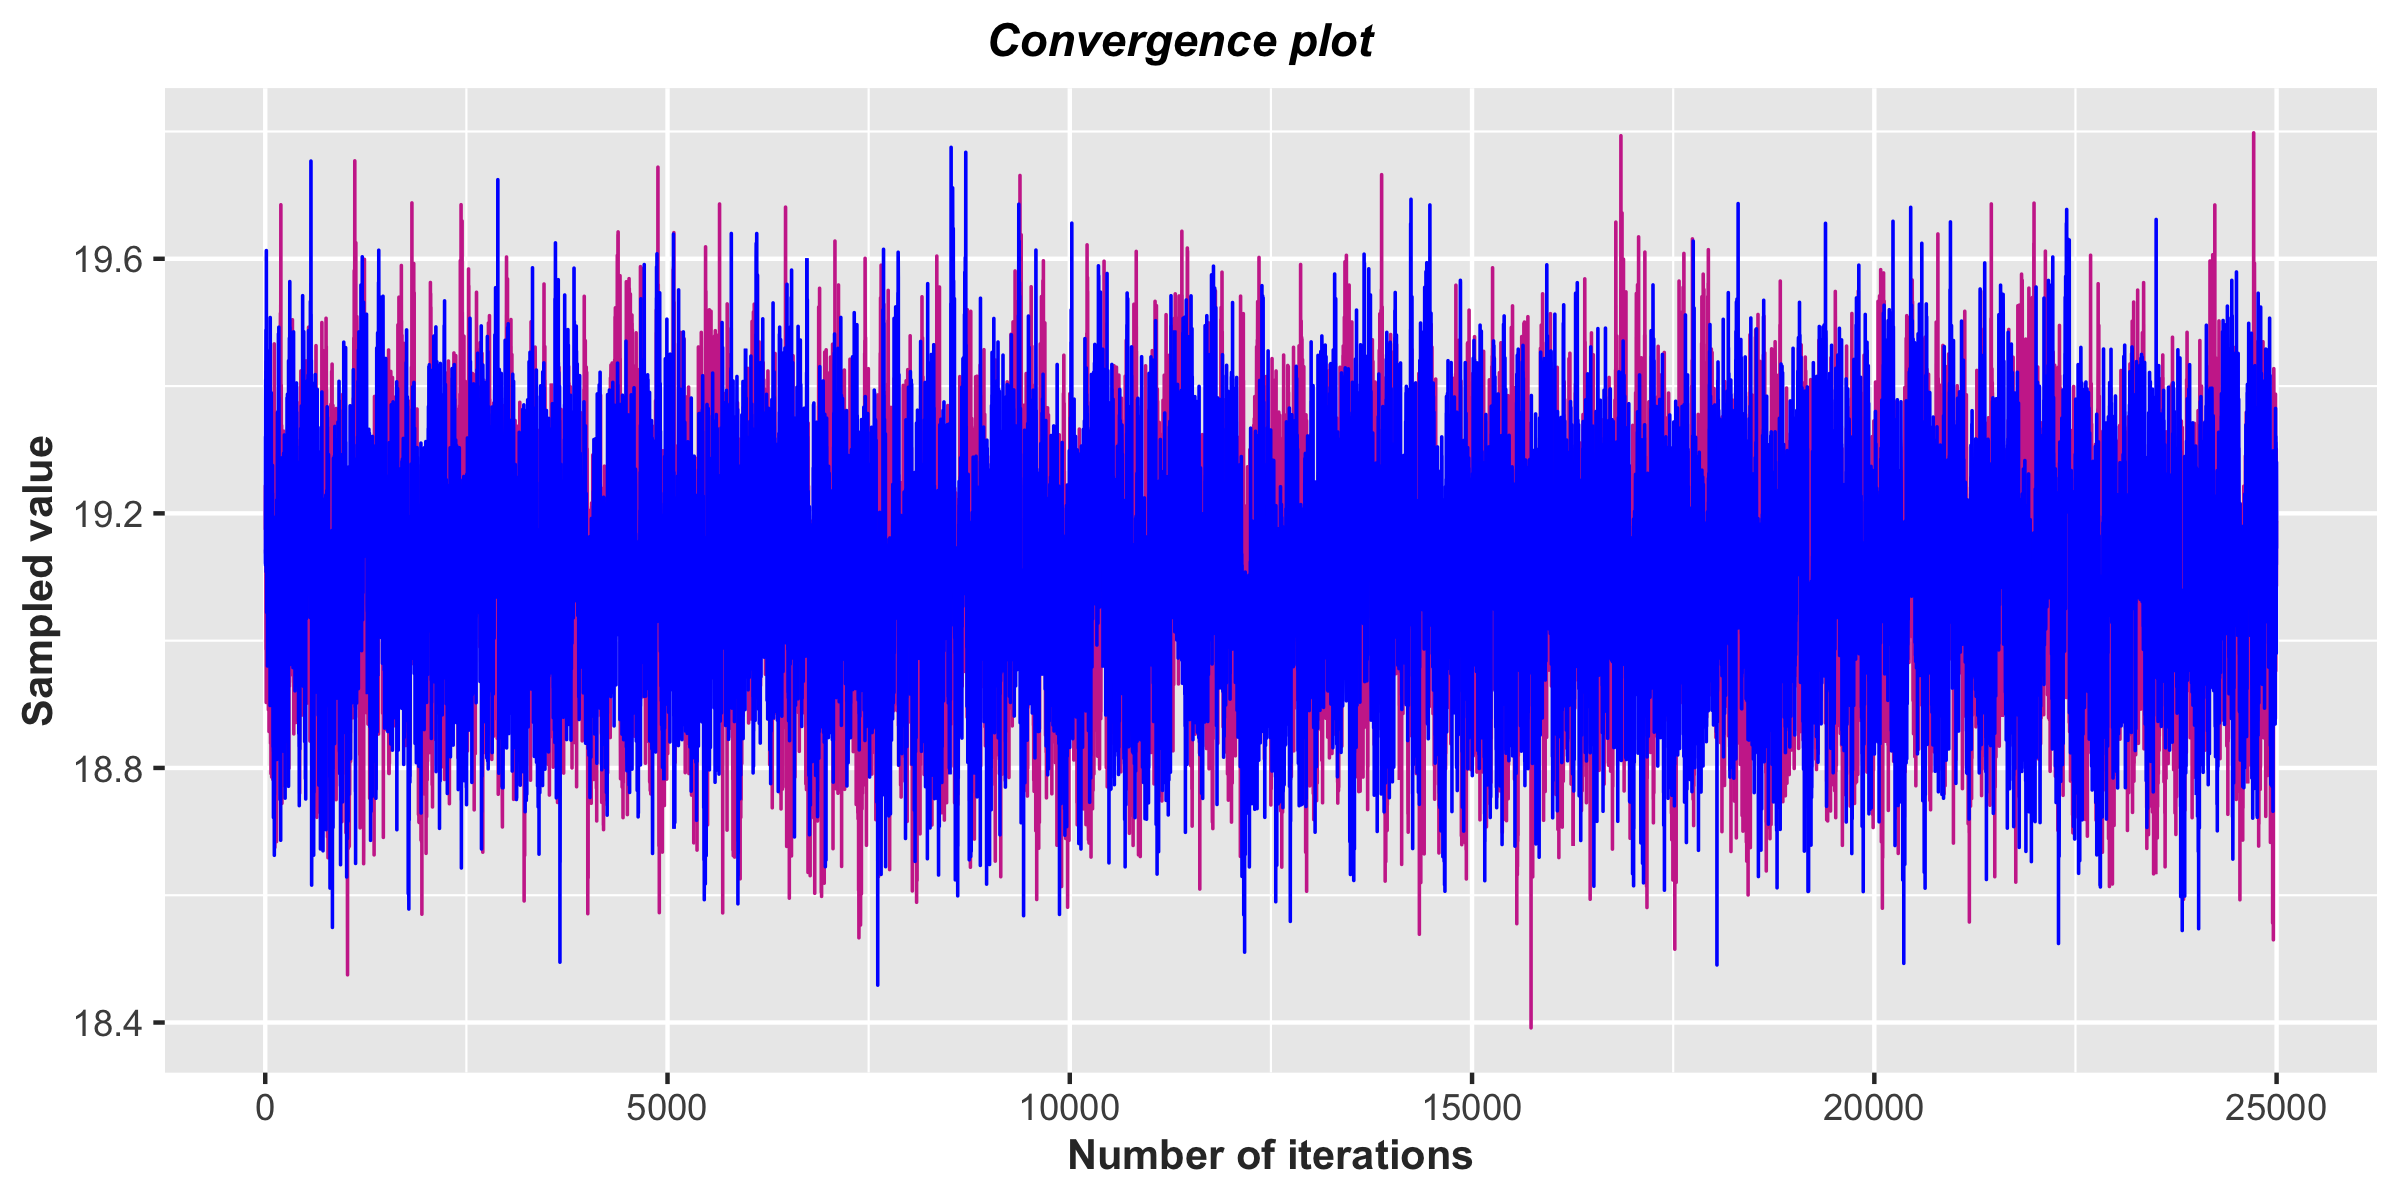 Convergence plot
Sampled value
19.6
19.2
18.8
18.4
0 5000 10000 15000 20000 25000
Number of iterations